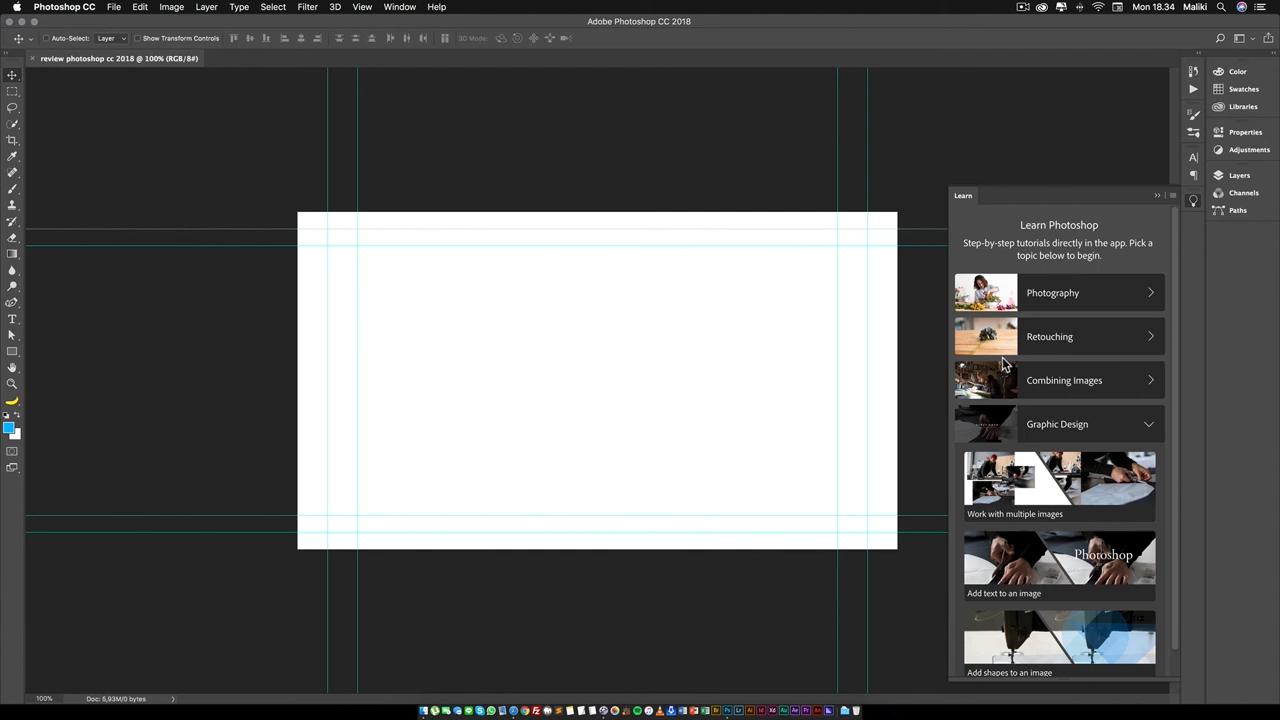 Photoshop CC File Edit Image Layer Type Select Filter 3D View Window Help Mon 18.34 Maliki
Adobe Photoshop CC 2018
Auto-Select: Layer Show Transform Controls 3D Mode:
review photoshop cc 2018 @ 100% (RGB/8#)
Color
Swatches
Libraries
Properties
Adjustments
Layers
Channels
Paths
Learn
Learn Photoshop
Step-by-step tutorials directly in the app. Pick a
topic below to begin.
Photography
Retouching
Combining Images
Graphic Design
Work with multiple images
Photoshop
Add text to an image
Add shapes to an image
100% Doc: 5,93M/0 bytes